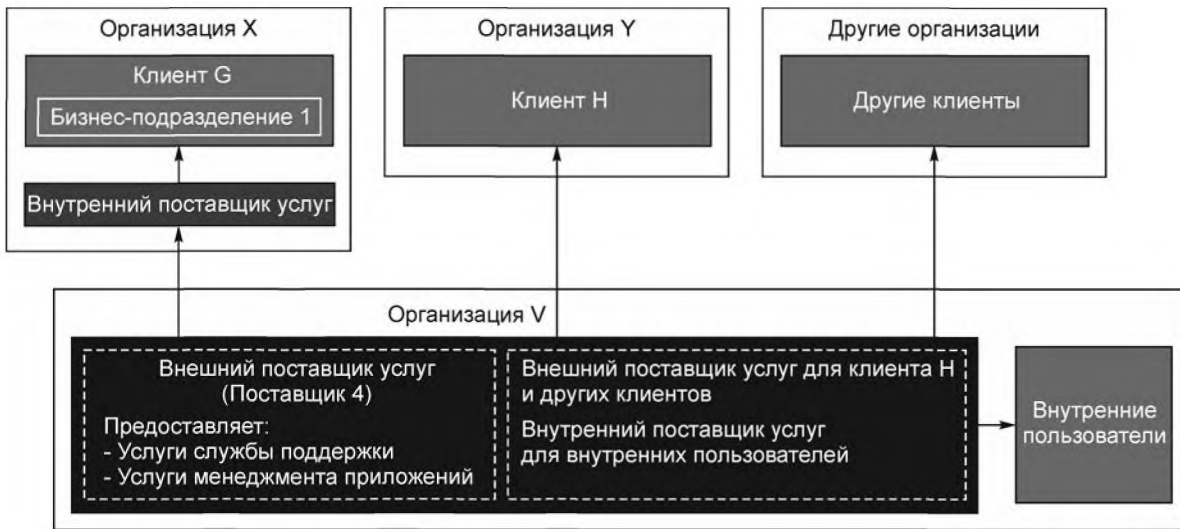 Организация X
Клиент G
Бизнес-подразделение 1
Внутренний поставщик услуг
Организация Y
Клиент H
Другие организации
Другие клиенты
Организация V
Внешний поставщик услуг
(Поставщик 4)
Предоставляет:
- Услуги службы поддержки
- Услуги менеджмента приложений
Внешний поставщик услуг для клиента H
и других клиентов
Внутренний поставщик услуг
для внутренних пользователей
Внутренние
пользователи